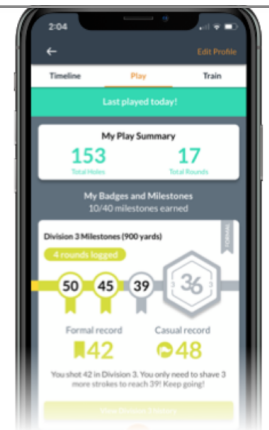 2:04
Edit Profile
Timeline Play Train
Last played today!
My Play Summary
153 17
Total Holes Total Rounds
My Badges and Milestones
10/40 milestones earned
Division 3 Milestones (900 yards)
4 rounds logged
50 45 39 36
Formal record Casual record
42 48
You shot 42 in Division 3. You only need to shave 3
more strokes to reach 39! Keep going!